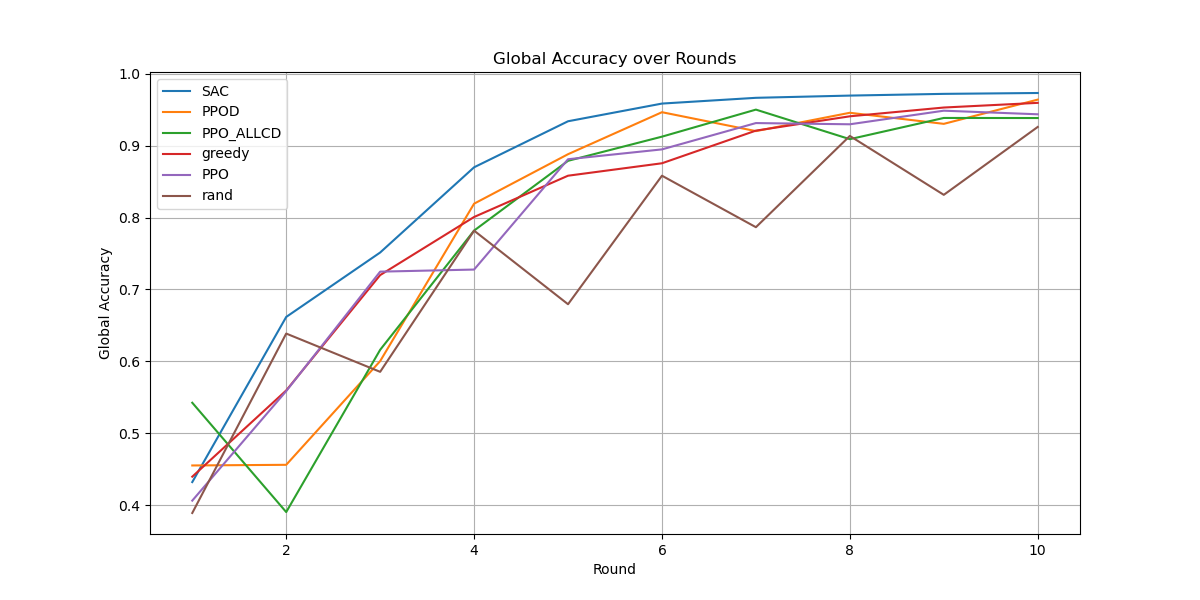 Global Accuracy over Rounds
SAC
PPOD
PPO_ALLCD
greedy
PPO
rand
Global Accuracy
1.0
0.9
0.8
0.7
0.6
0.5
0.4
2 4 6 8 10
Round